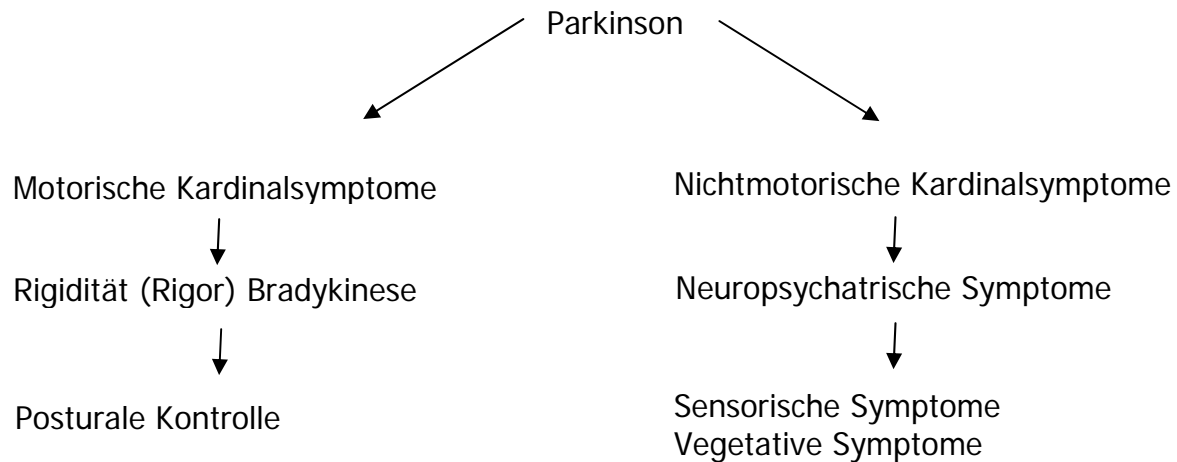 Parkinson
Motorische Kardinalsymptome
Nichtmotorische Kardinalsymptome
Rigidität (Rigor) Bradykinese
Neuropsychatrische Symptome
Posturale Kontrolle
Sensorische Symptome
Vegetative Symptome